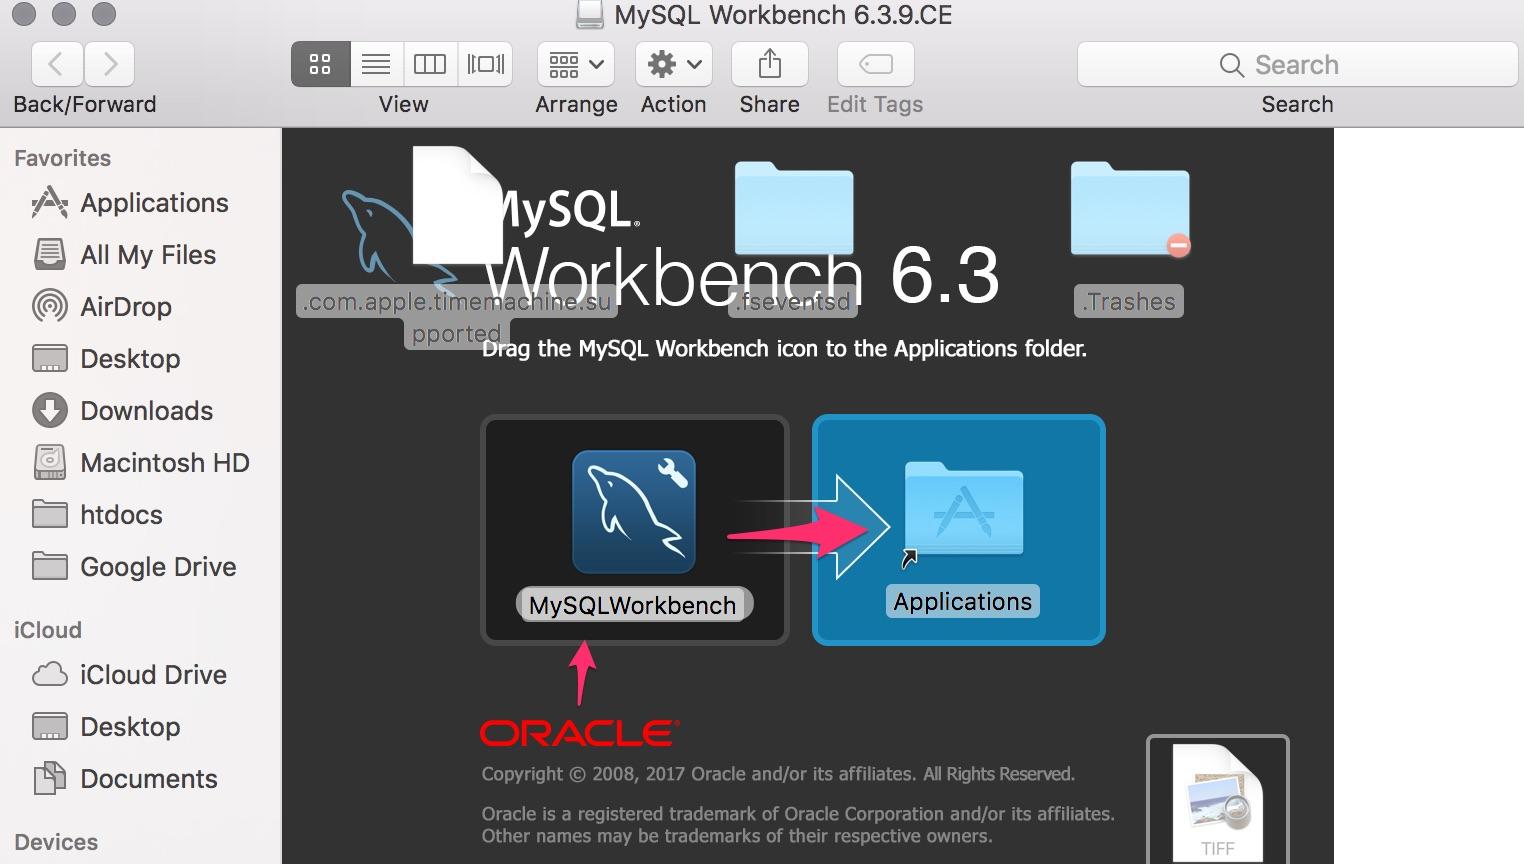 MySQL Workbench 6.3.9.CE
Search
Back/Forward
View
Arrange
Action
Share
Edit Tags
Search
Favorites
Applications
All My Files
AirDrop
Desktop
Downloads
Macintosh HD
htdocs
Google Drive
iCloud
iCloud Drive
Desktop
Documents
Devices
MySQL®
Workbench 6.3
.com.apple.timemachine.su
pported
.fseventsd
.Trashes
Drag the MySQL Workbench icon to the Applications folder.
MySQLWorkbench
Applications
ORACLE®
Copyright © 2008, 2017 Oracle and/or its affiliates. All Rights Reserved.
Oracle is a registered trademark of Oracle Corporation and/or its affiliates.
Other names may be trademarks of their respective owners.
TIFF